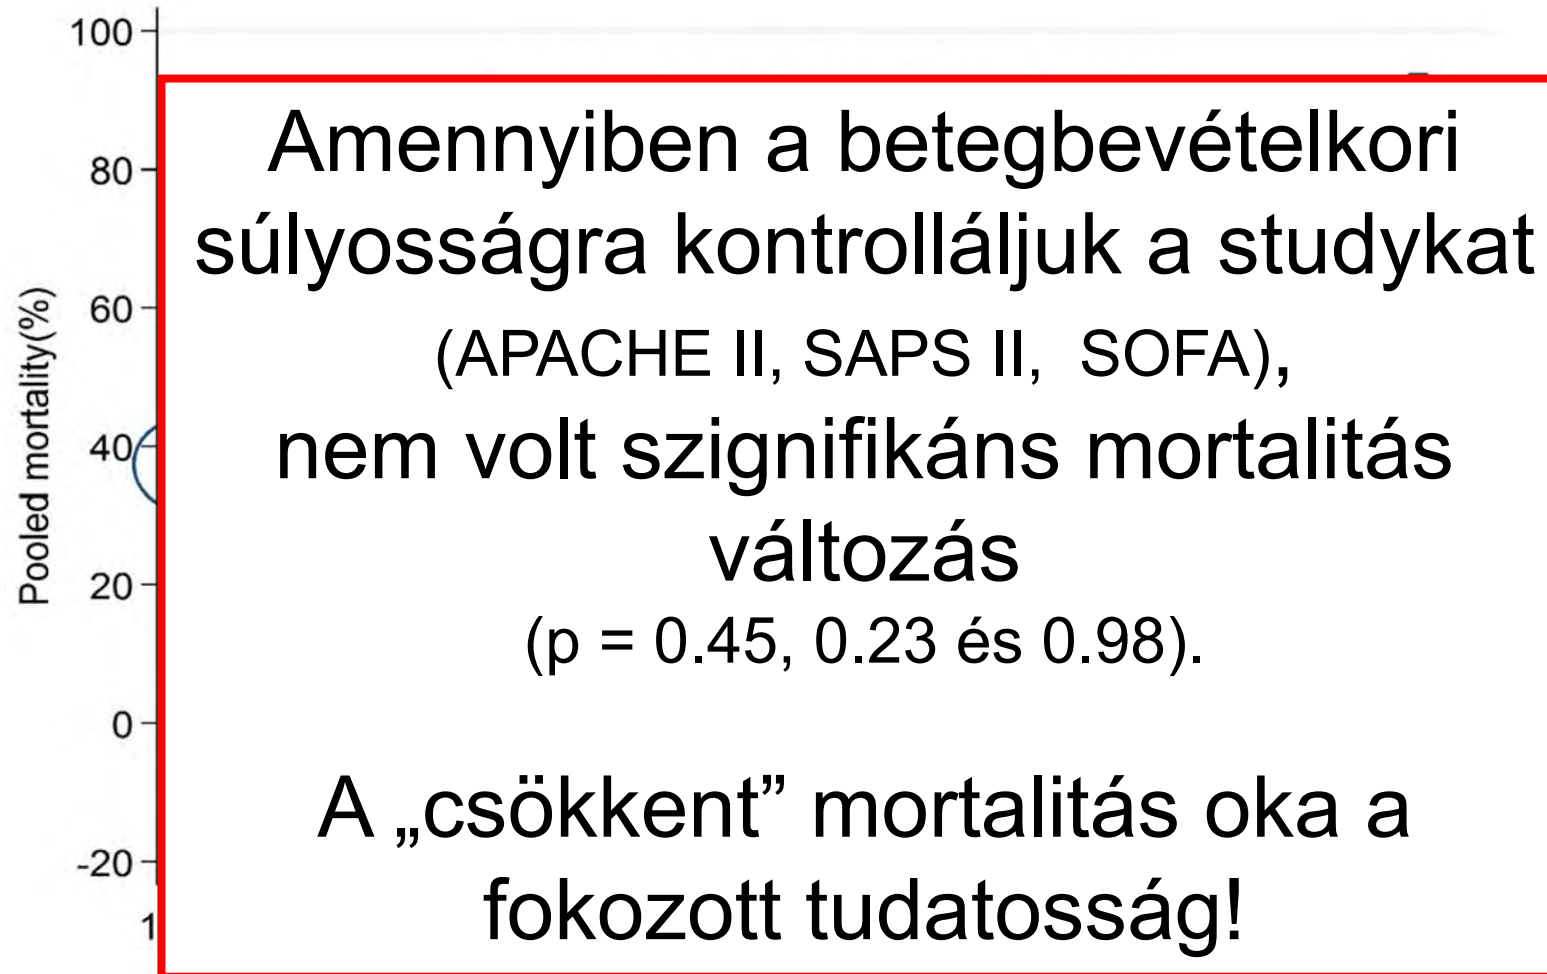 100
80
60
40
20
0
-20
1
Pooled mortality(%)
Amennyiben a betegbevételkori
súlyosságra kontrolláljuk a studykat
(APACHE II, SAPS II, SOFA),
nem volt szignifikáns mortalitás
változás
(p = 0.45, 0.23 és 0.98).
A „csökkent” mortalitás oka a
fokozott tudatosság!